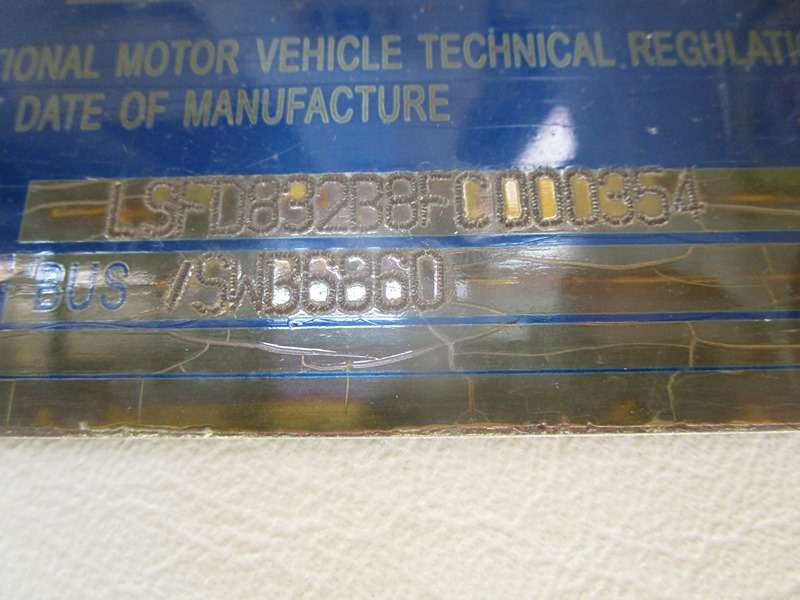 TIONAL MOTOR VEHICLE TECHNICAL REGULATI
DATE OF MANUFACTURE
LSFD832B8FC000354
BUS /SWB6860